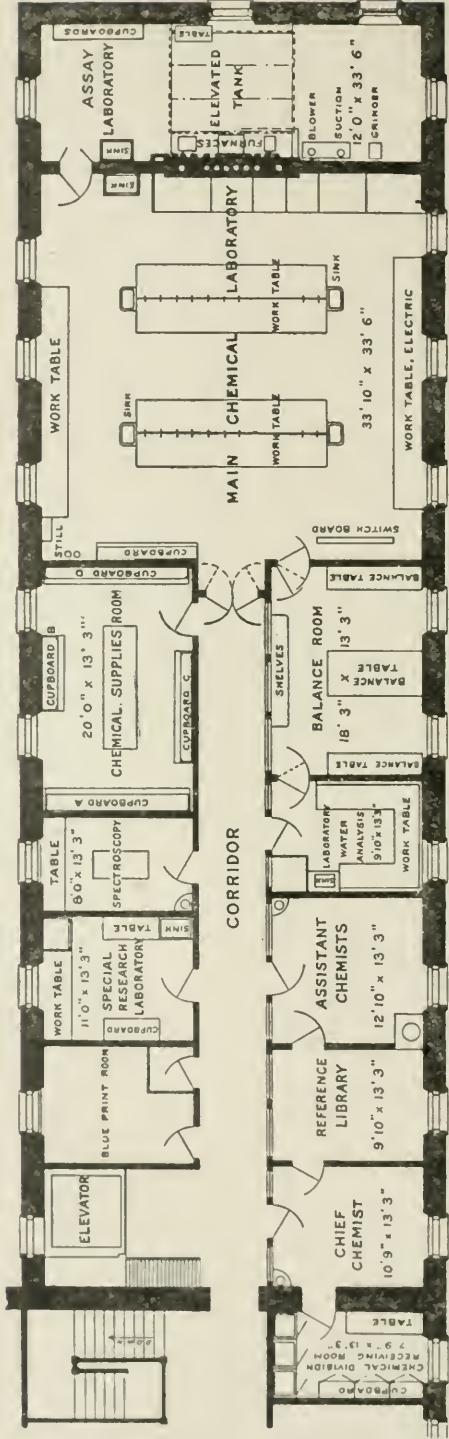 CUPBOARDS
ASSAY
LABORATORY
SINK
SINK
TABLE
ELEVATED
TANK
FURNACES
BLOWER
SUCTION
12'0" x 33' 6"
GRINDER
WORK TABLE
MAIN CHEMICAL LABORATORY
SINK
WORK TABLE
SINK
WORK TABLE
33'10" x 33' 6"
WORK TABLE, ELECTRIC
STILL
CUPBOARD
SWITCH BOARD
CUPBOARD D
CUPBOARD B
20'0" x 13' 3"
CHEMICAL SUPPLIES ROOM
CUPBOARD C
CUPBOARD A
BALANCE TABLE
SHELVES
BALANCE ROOM
18' 3" x 13' 3"
BALANCE
TABLE
BALANCE TABLE
TABLE
8'0" x 13' 3"
SPECTROSCOPY
CORRIDOR
LABORATORY
WATER
ANALYSIS
9'10" x 13'3"
SINK
WORK TABLE
WORK TABLE
11'0" x 13'3"
SPECIAL
RESEARCH
LABORATORY
TABLE
SINK
CUPBOARD
ASSISTANT
CHEMISTS
12'10" x 13'3"
BLUE PRINT ROOM
REFERENCE
LIBRARY
9'10" x 13' 3"
ELEVATOR
CHIEF
CHEMIST
10'9" x 13'3"
DOWN
TABLE
CHEMICAL DIVISION
RECEIVING ROOM
7'9" x 13'3"
CUPBOARD